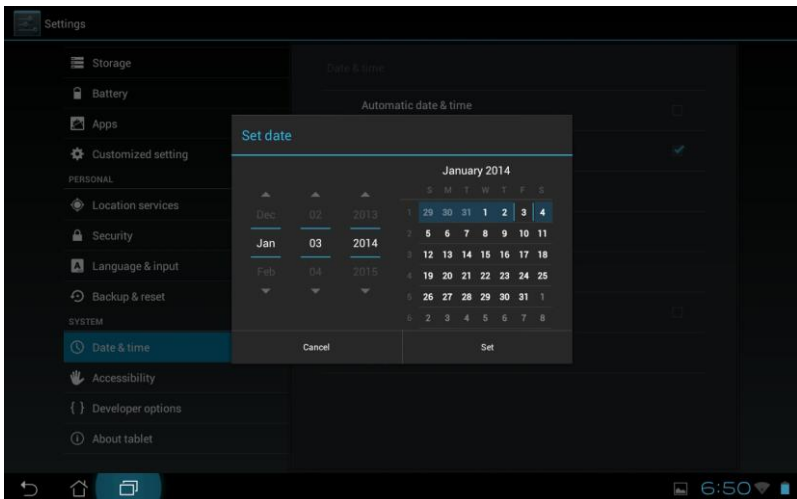 Settings
Storage
Battery
Apps
Customized setting
PERSONAL
Location services
Security
Language & input
Backup & reset
SYSTEM
Date & time
Accessibility
Developer options
About tablet
Date & time
Automatic date & time
Set date
Dec 02 2013
Jan 03 2014
Feb 04 2015
January 2014
S M T W T F S
1 29 30 31 1 2 3 4
2 5 6 7 8 9 10 11
3 12 13 14 15 16 17 18
4 19 20 21 22 23 24 25
5 26 27 28 29 30 31 1
6 2 3 4 5 6 7 8
Cancel Set
6:50